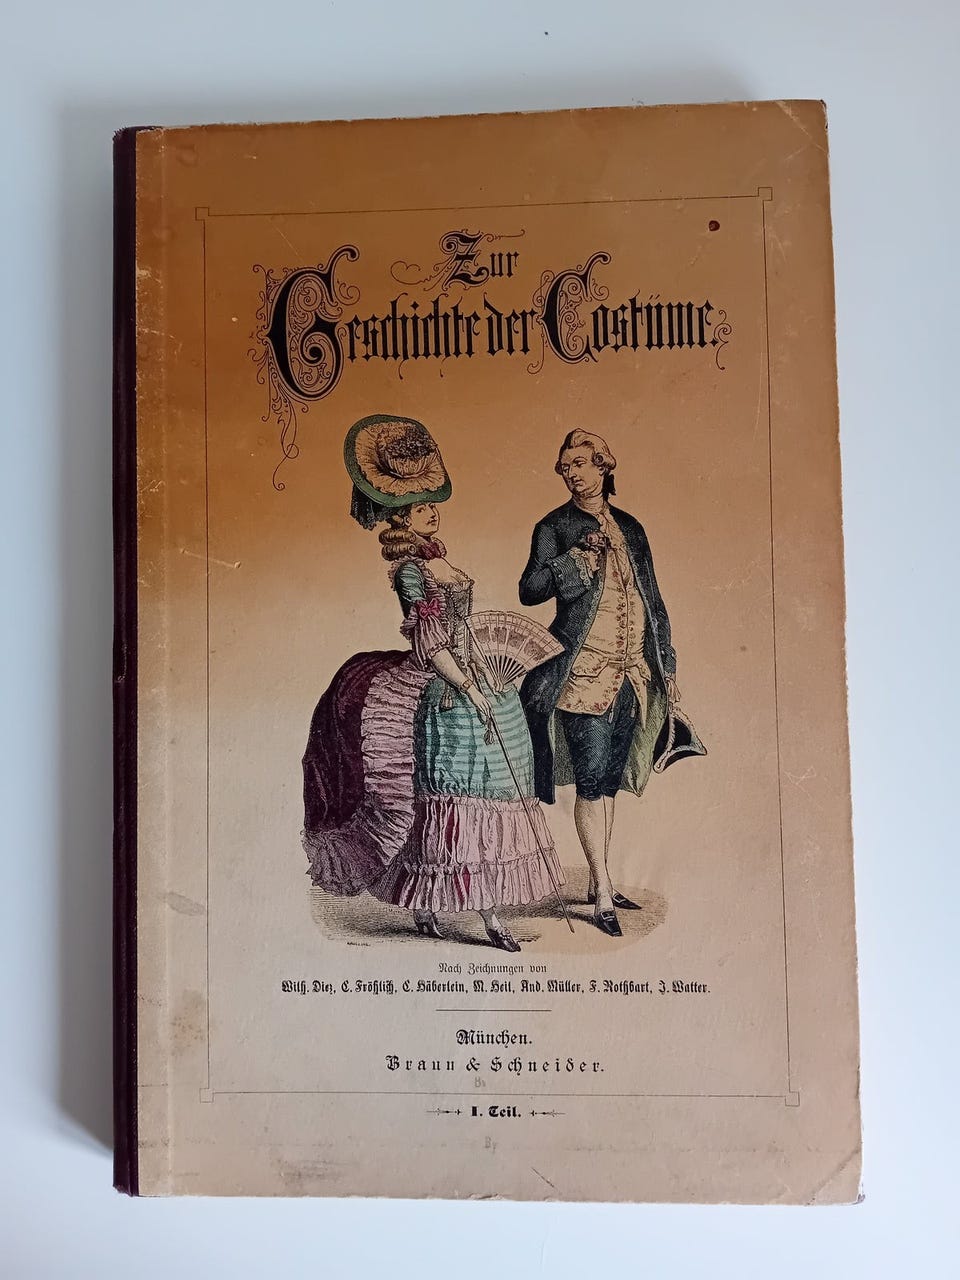 Zur
Geschichte der Costüme.
Nach Zeichnungen von
Wilh. Diez, C. Fröhlich, C. Häberlein, M. Heil, And. Müller, F. Rothbart, J. Watter.
München.
Braun & Schneider.
I. Teil.